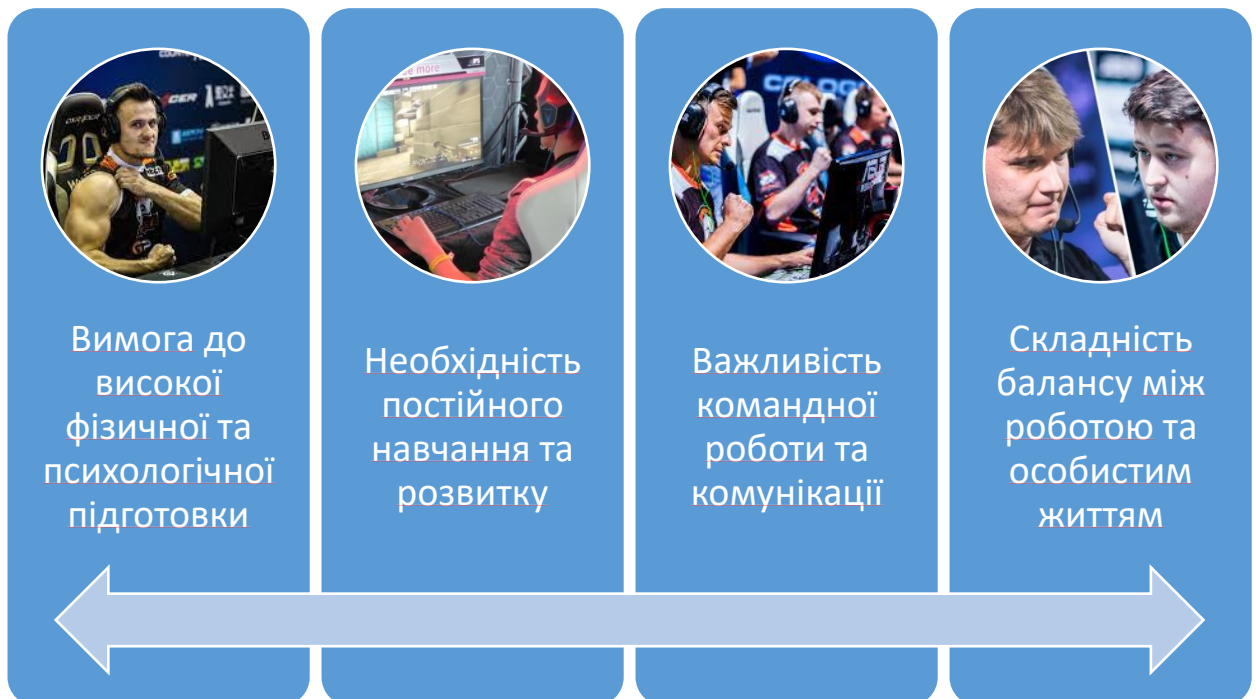 Вимога до
високої
фізичної та
психологічної
підготовки
Необхідність
постійного
навчання та
розвитку
Важливість
командної
роботи та
комунікації
Складність
балансу між
роботою та
особистим
життям